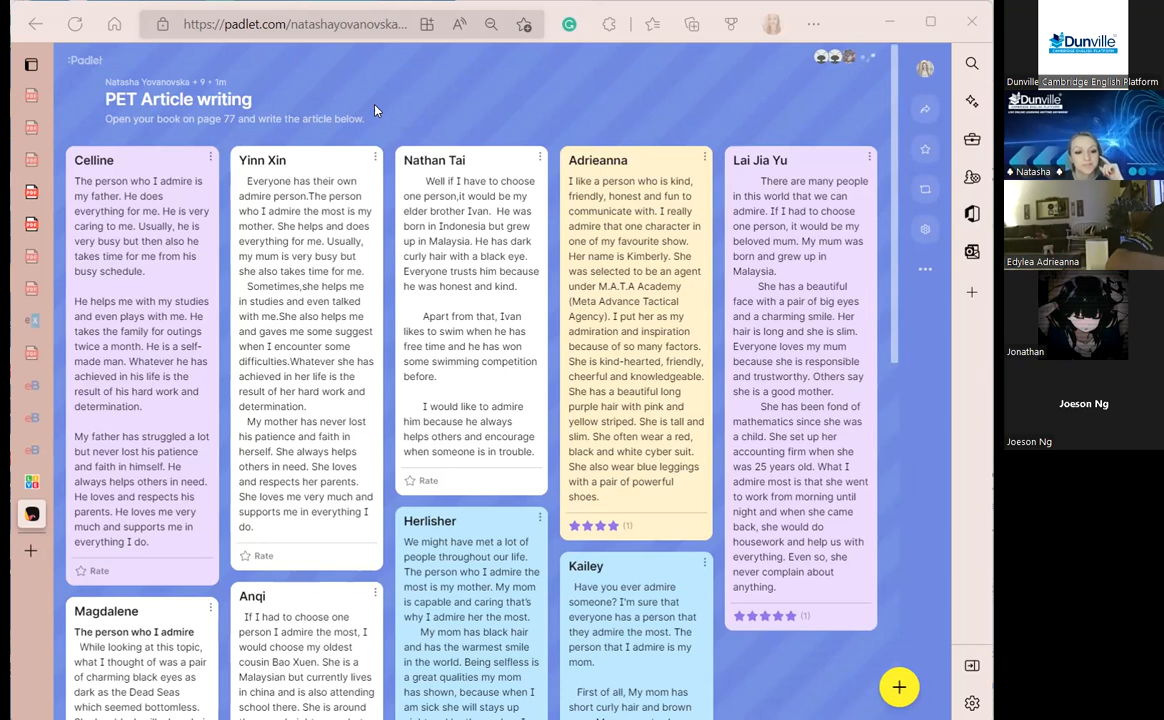 https://padlet.com/natashayovanovska...
:Padlet
Natasha Yovanovska + 9 • 1m
PET Article writing
Open your book on page 77 and write the article below.
Celline
The person who I admire is
my father. He does
everything for me. He is very
caring to me. Usually, he is
very busy but then also he
takes time for me from his
busy schedule.
He helps me with my studies
and even plays with me. He
takes the family for outings
twice a month. He is a self-
made man. Whatever he has
achieved in his life is the
result of his hard work and
determination.
My father has struggled a lot
but never lost his patience
and faith in himself. He
always helps others in need.
He loves and respects his
parents. He loves me very
much and supports me in
everything I do.
Rate
Magdalene
The person who I admire
While looking at this topic,
what I thought of was a pair
of charming black eyes as
dark as the Dead Seas
which seemed bottomless.
Yinn Xin
Everyone has their own
admire person.The person
who I admire the most is my
mother. She helps and does
everything for me. Usually,
my mum is very busy but
she also takes time for me.
Sometimes,she helps me
in studies and even talked
with me.She also helps me
and gaves me some suggest
when I encounter some
difficulties.Whatever she has
achieved in her life is the
result of her hard work and
determination.
My mother has never lost
his patience and faith in
herself. She always helps
others in need. She loves
and respects her parents.
She loves me very much and
supports me in everything I
do.
Rate
Anqi
If I had to choose one
person I admire the most, I
would choose my oldest
cousin Bao Xuen. She is a
Malaysian but currently lives
in china and is also attending
school there. She is around
Nathan Tai
Well if I have to choose
one person,it would be my
elder brother Ivan. He was
born in Indonesia but grew
up in Malaysia. He has dark
curly hair with a black eye.
Everyone trusts him because
he was honest and kind.
Apart from that, Ivan
likes to swim when he has
free time and he has won
some swimming competition
before.
I would like to admire
him because he always
helps others and encourage
when someone is in trouble.
Rate
Herlisher
We might have met a lot of
people throughout our life.
The person who I admire the
most is my mother. My mom
is capable and caring that's
why I admire her the most.
My mom has black hair
and has the warmest smile
in the world. Being selfless is
a great qualities my mom
has shown, because when I
am sick she will stays up
Adrieanna
I like a person who is kind,
friendly, honest and fun to
communicate with. I really
admire that one character in
one of my favourite show.
Her name is Kimberly. She
was selected to be an agent
under M.A.T.A Academy
(Meta Advance Tactical
Agency). I put her as my
admiration and inspiration
because of so many factors.
She is kind-hearted, friendly,
cheerful and knowledgeable.
She has a beautiful long
purple hair with pink and
yellow striped. She is tall and
slim. She often wear a red,
black and white cyber suit.
She also wear blue leggings
with a pair of powerful
shoes.
(1)
Kailey
Have you ever admire
someone? I'm sure that
everyone has a person that
they admire the most. The
person that I admire is my
mom.
First of all, My mom has
short curly hair and brown
Lai Jia Yu
There are many people
in this world that we can
admire. If I had to choose
one person, it would be my
beloved mum. My mum was
born and grew up in
Malaysia.
She has a beautiful
face with a pair of big eyes
and a charming smile. Her
hair is long and she is slim.
Everyone loves my mum
because she is responsible
and trustworthy. Others say
she is a good mother.
She has been fond of
mathematics since she was
a child. She set up her
accounting firm when she
was 25 years old. What I
admire most is that she went
to work from morning until
night and when she came
back, she would do
housework and help us with
everything. Even so, she
never complain about
anything.
(1)
Dunville
CAMBRIDGE ENGLISH PLATFORM
Dunville Cambridge English Platform
Dunville
Natasha
Edylea Adrieanna
Jonathan
Joeson Ng
Joeson Ng